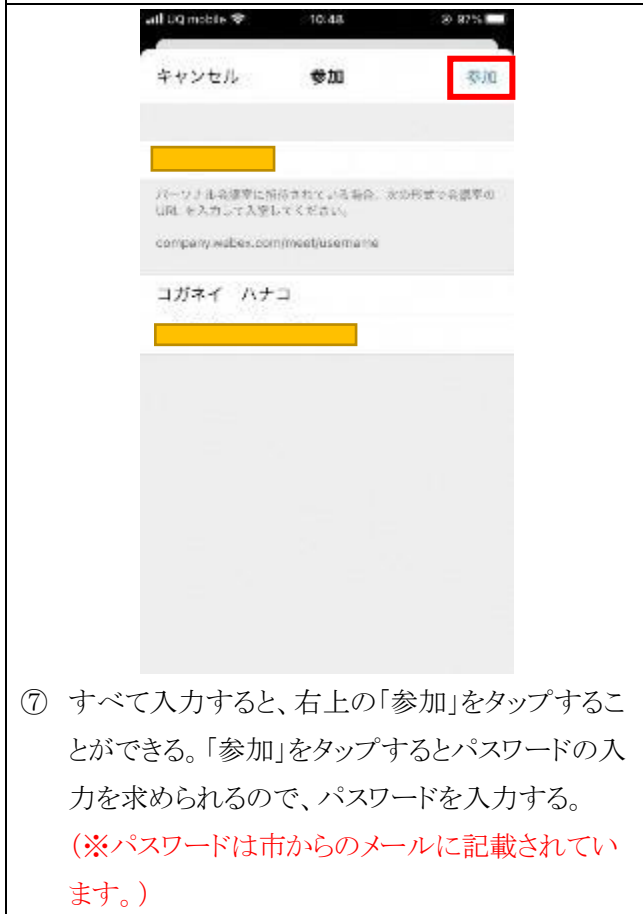 UQ mobile 10:48 97%
キャンセル 参加 参加
パーソナル会議室に招待されている場合、次の形式で会議室の
URL を入力して入室してください。
company.webex.com/meet/username
コガネイ ハナコ
⑦ すべて入力すると、右上の「参加」をタップするこ
とができる。「参加」をタップするとパスワードの入
力を求められるので、パスワードを入力する。
(※パスワードは市からのメールに記載されてい
ます。)